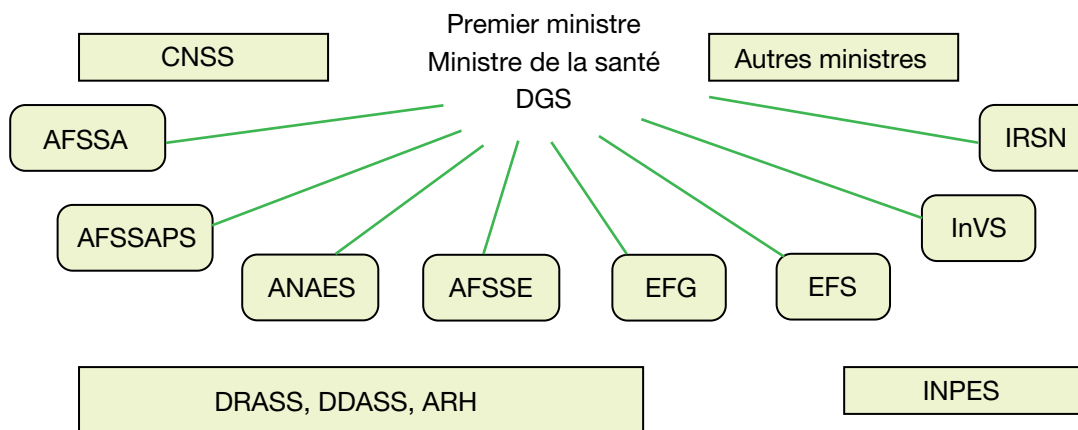 Premier ministre
CNSS
Ministre de la santé
Autres ministres
DGS
AFSSA
IRSN
AFSSAPS
InVS
ANAES
AFSSE
EFG
EFS
DRASS, DDASS, ARH
INPES